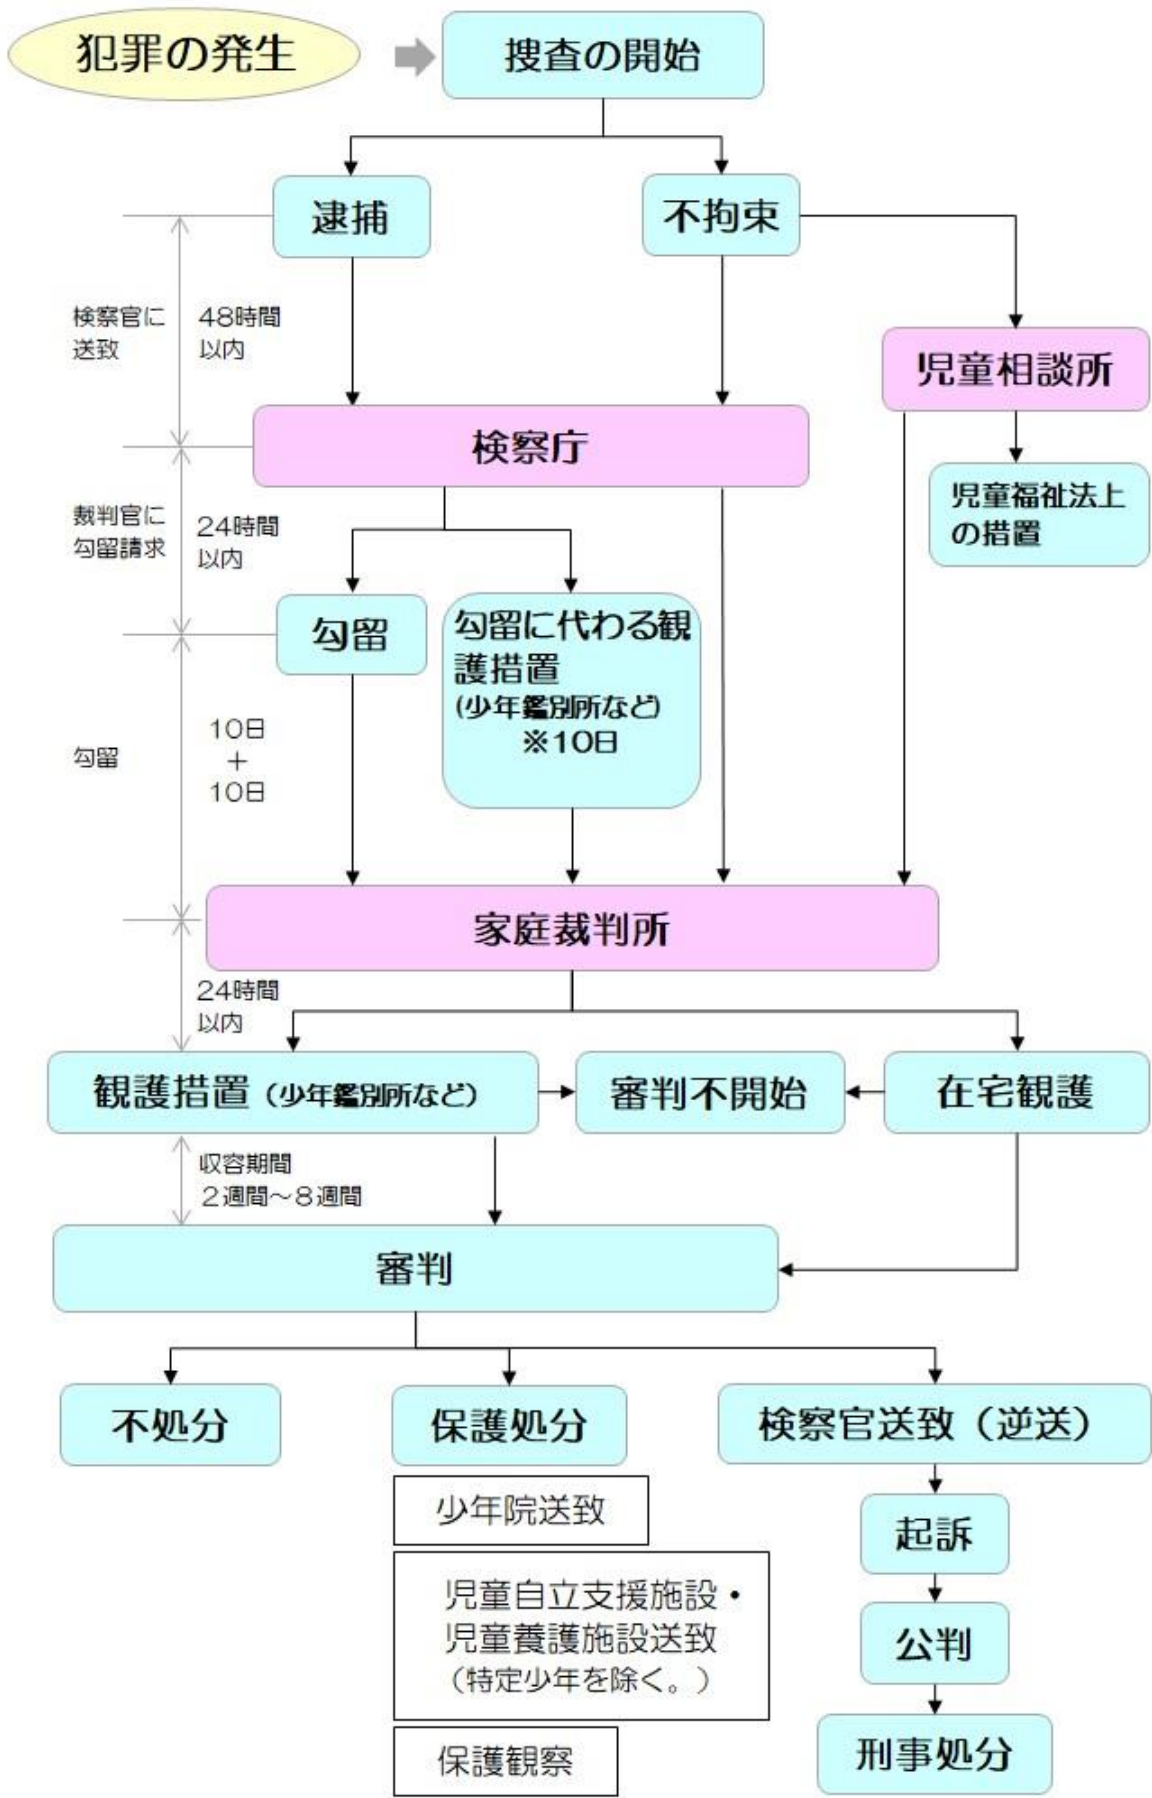 犯罪の発生
捜査の開始
逮捕
不拘束
検察官に
送致
48時間
以内
児童相談所
検察庁
児童福祉法上
の措置
裁判官に
勾留請求
24時間
以内
勾留
勾留に代わる観
護措置
(少年鑑別所など)
※10日
勾留
10日
+
10日
家庭裁判所
24時間
以内
観護措置(少年鑑別所など)
審判不開始
在宅観護
収容期間
2週間~8週間
審判
不処分
保護処分
検察官送致(逆送)
少年院送致
起訴
児童自立支援施設・
児童養護施設送致
(特定少年を除く。)
公判
保護観察
刑事処分